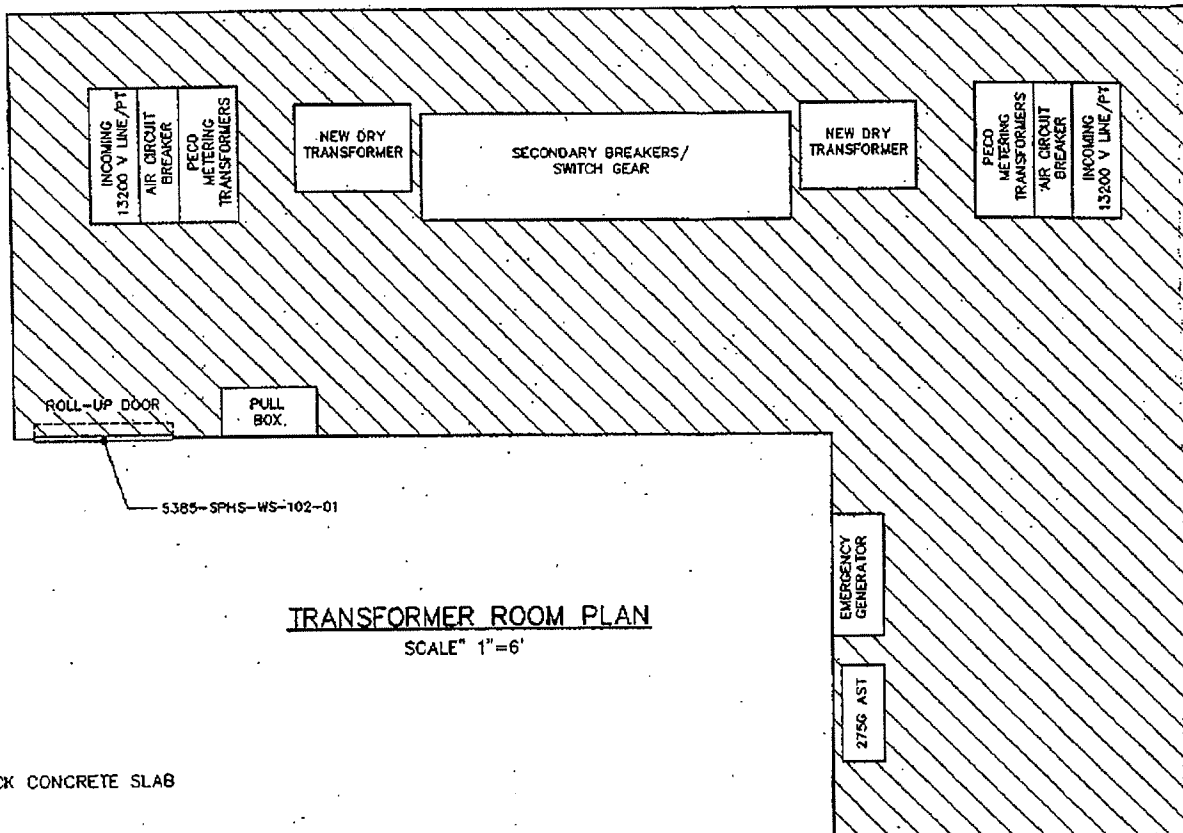 INCOMING
13200 V LINE/PT
AIR CIRCUIT
BREAKER
PECO
METERING
TRANSFORMERS
NEW DRY
TRANSFORMER
SECONDARY BREAKERS/
SWITCH GEAR
NEW DRY
TRANSFORMER
PECO
METERING
TRANSFORMERS
AIR CIRCUIT
BREAKER
INCOMING
13200 V LINE/PT
ROLL-UP DOOR
PULL
BOX
5385-SPHS-WS-102-01
EMERGENCY
GENERATOR
TRANSFORMER ROOM PLAN
SCALE" 1"=6'
275G AST
CK CONCRETE SLAB